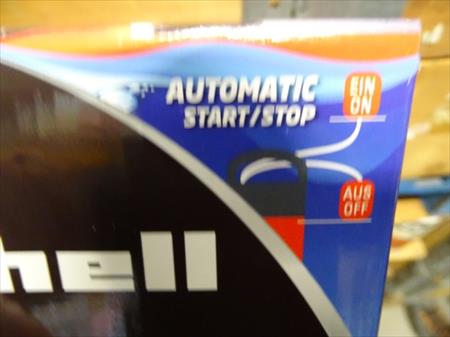 AUTOMATIC
START/STOP
EIN
ON
AUS
OFF
hell